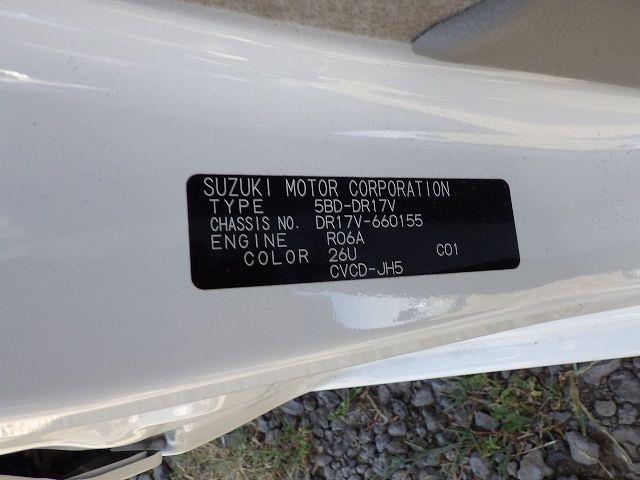 SUZUKI MOTOR CORPORATION
TYPE 5BD-DR17V
CHASSIS NO. DR17V-660155
ENGINE R06A
COLOR 26U C01
CVCD-JH5